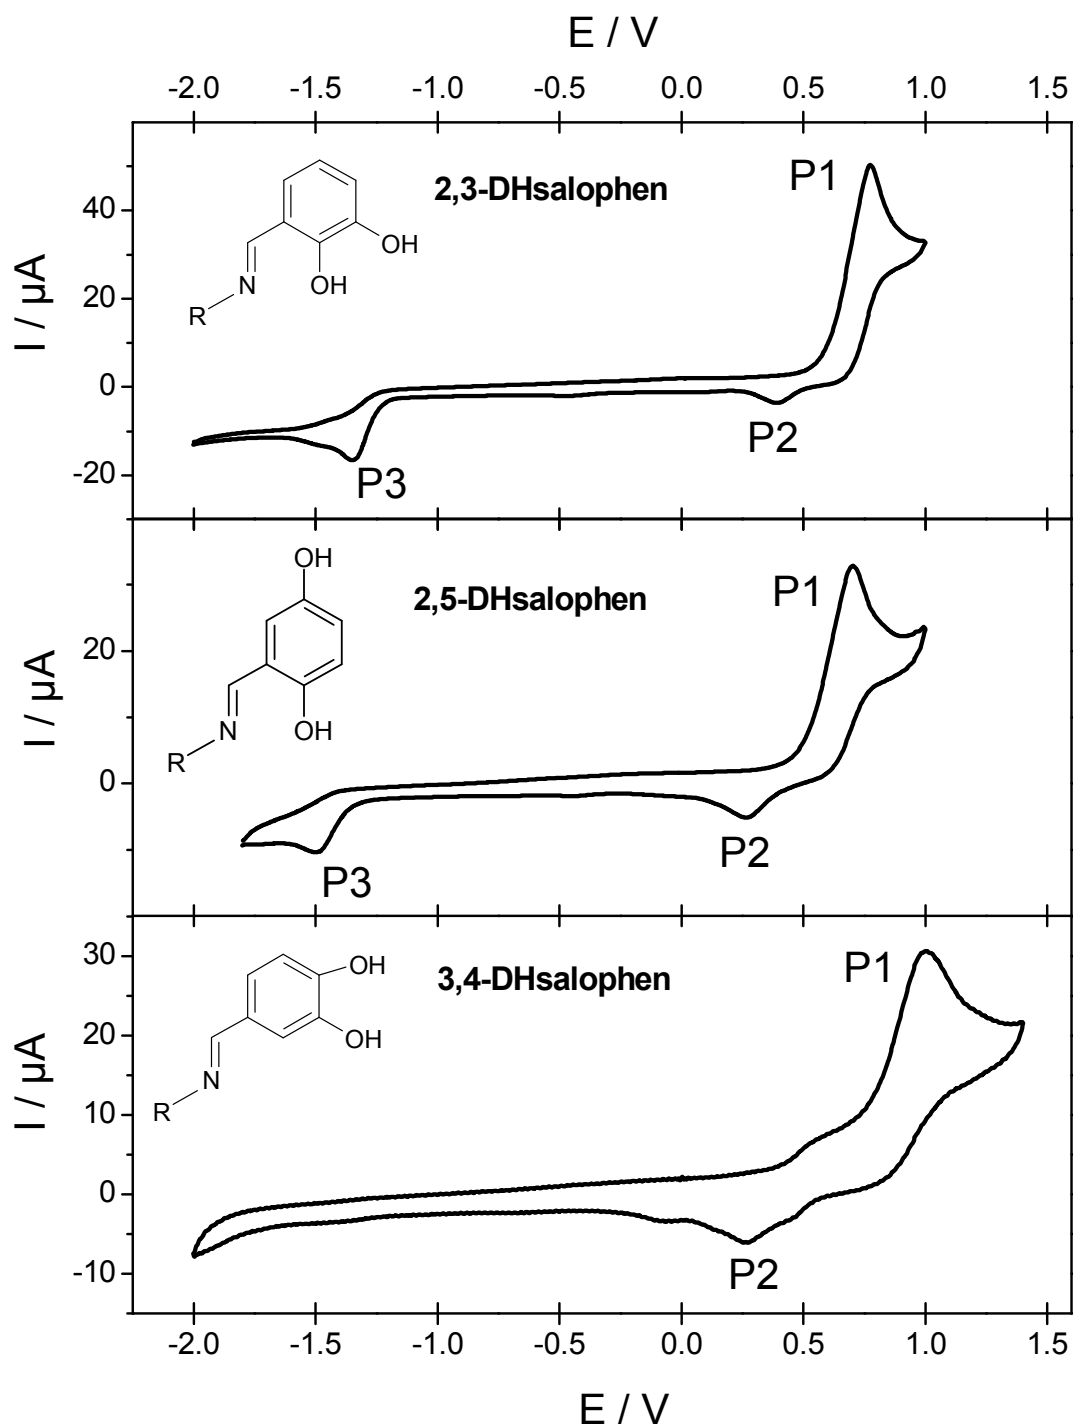 E / V
-2.0 -1.5 -1.0 -0.5 0.0 0.5 1.0 1.5
2,3-DHsalophen
P1
40
OH
N
OH
R
I / µA
20
0
P2
P3
-20
OH
2,5-DHsalophen
P1
20
OH
N
R
I / µA
0
P2
P3
30
3,4-DHsalophen
P1
OH
OH
N
R
I / µA
20
10
0
P2
-10
-2.0 -1.5 -1.0 -0.5 0.0 0.5 1.0 1.5
E / V